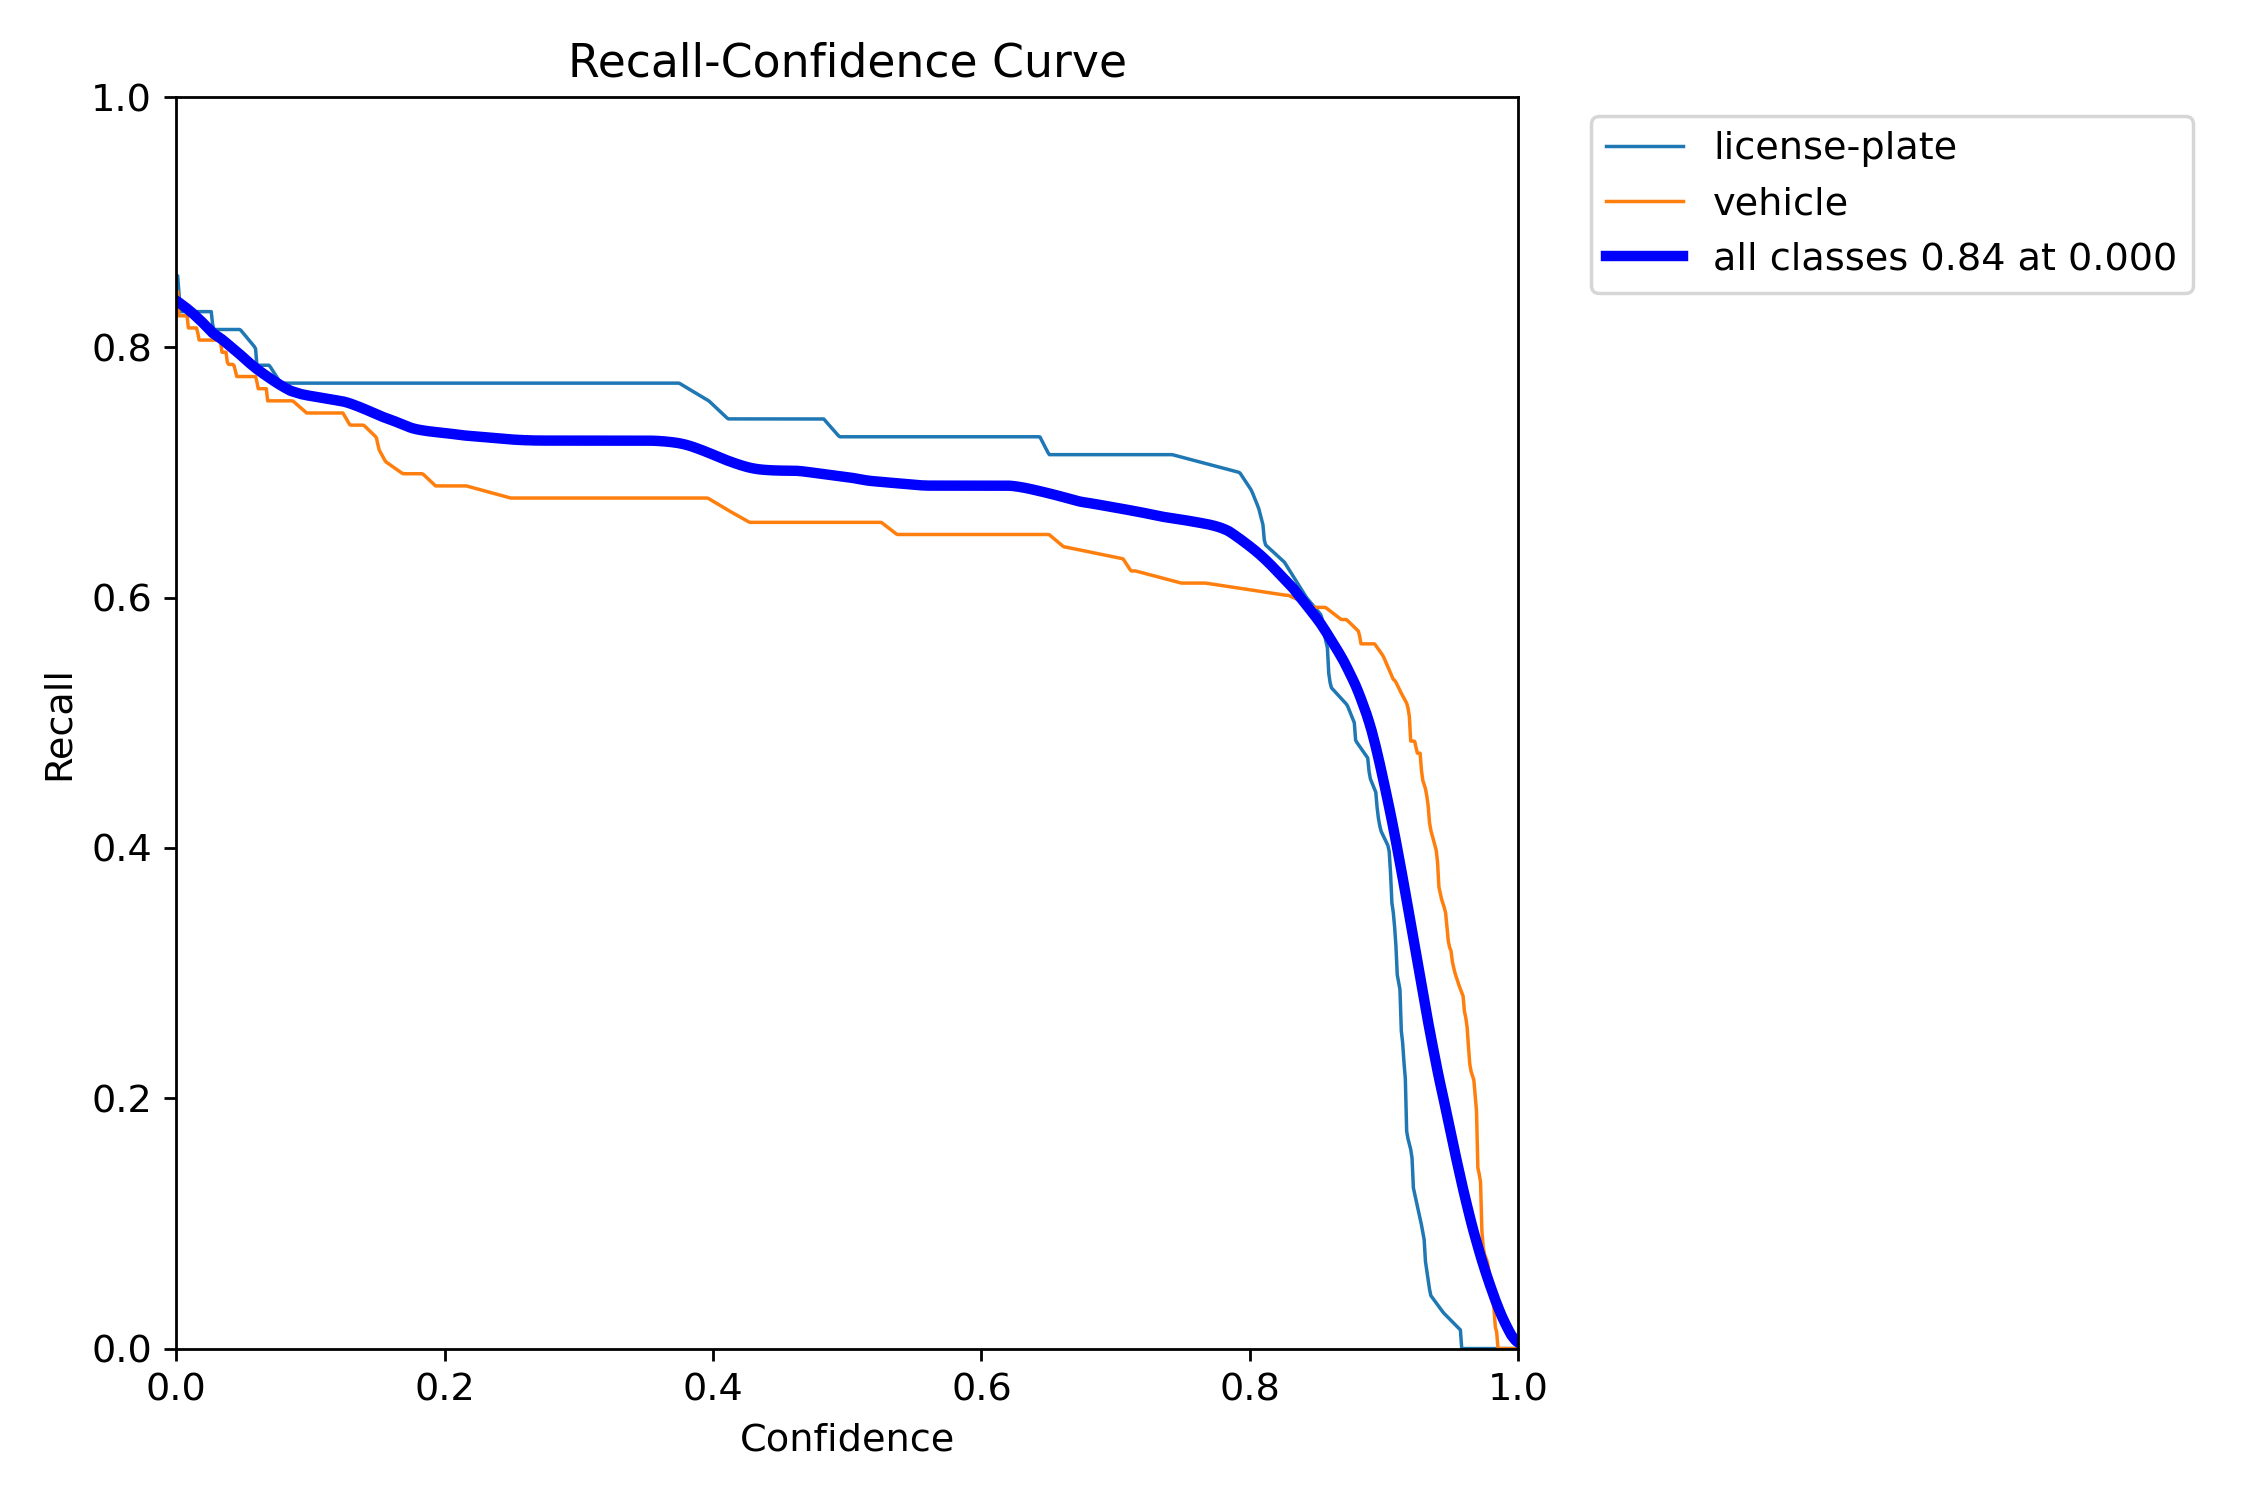 Recall-Confidence Curve
1.0
0.8
0.6
0.4
0.2
0.0
Recall
0.0 0.2 0.4 0.6 0.8 1.0
Confidence
license-plate
vehicle
all classes 0.84 at 0.000